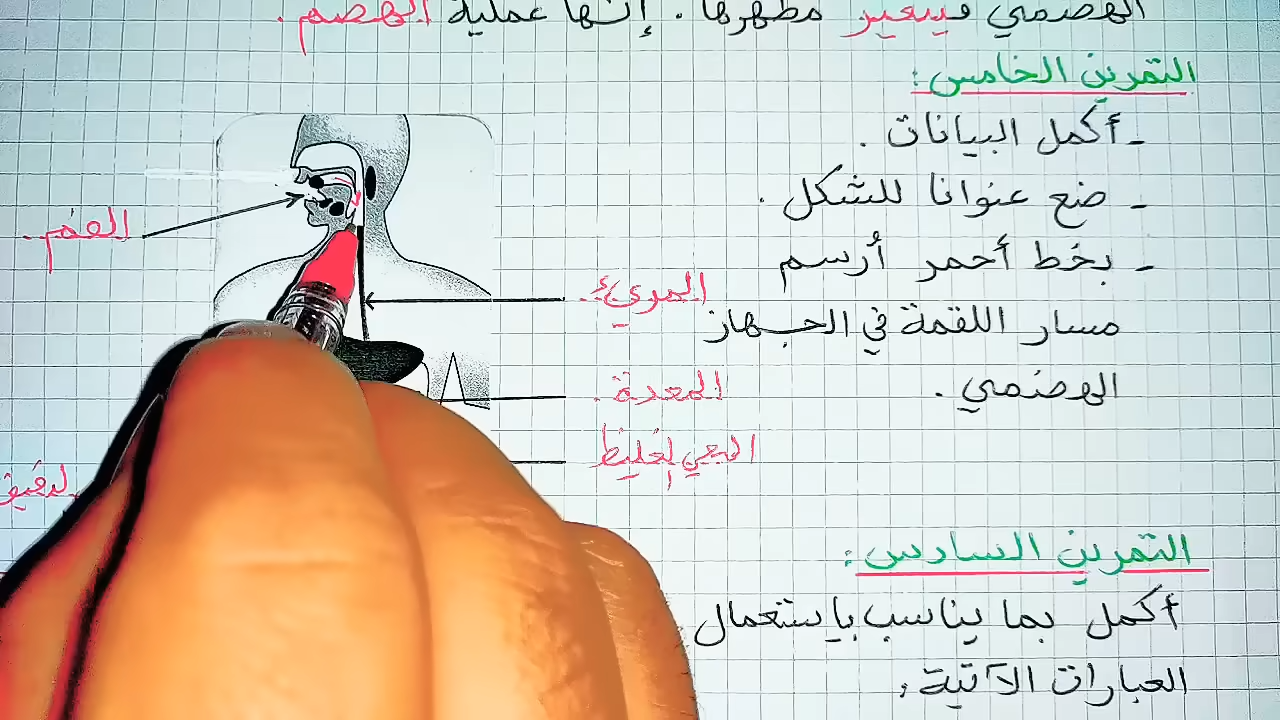 الهضمي فيتغير مظهرها. إنها عملية الهضم.
التمرين الخامس:
- أكمل البيانات.
- ضع عنوانا للشكل.
- بخط أحمر أرسم
مسار اللقمة في الجهاز
الهضمي.
الفم.
المريء.
المعدة.
المعي الغليظ
التمرين السادس:
أكمل بما يناسب بإستعمال
العبارات الآتية: